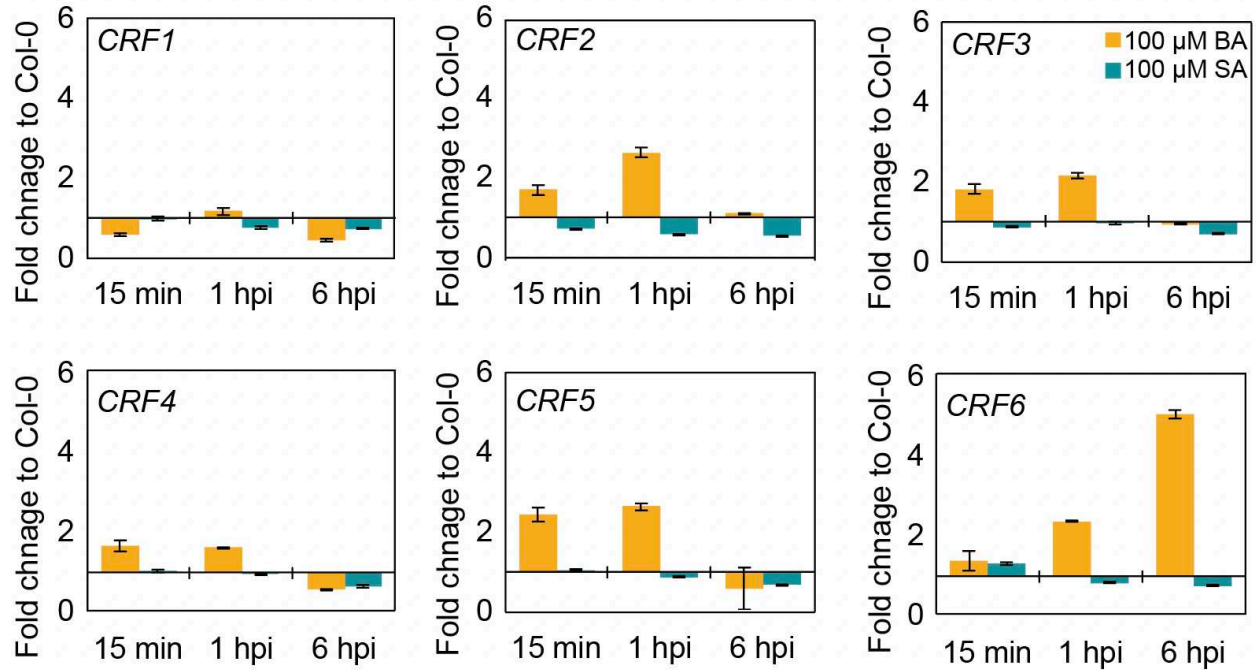 Fold chnage to Col-0
6
4
2
0
CRF1
15 min 1 hpi 6 hpi
Fold chnage to Col-0
6
4
2
0
CRF2
15 min 1 hpi 6 hpi
Fold chnage to Col-0
6
4
2
0
CRF3
100 µM BA
100 µM SA
15 min 1 hpi 6 hpi
Fold chnage to Col-0
6
4
2
0
CRF4
15 min 1 hpi 6 hpi
Fold chnage to Col-0
6
4
2
0
CRF5
15 min 1 hpi 6 hpi
Fold chnage to Col-0
6
4
2
0
CRF6
15 min 1 hpi 6 hpi